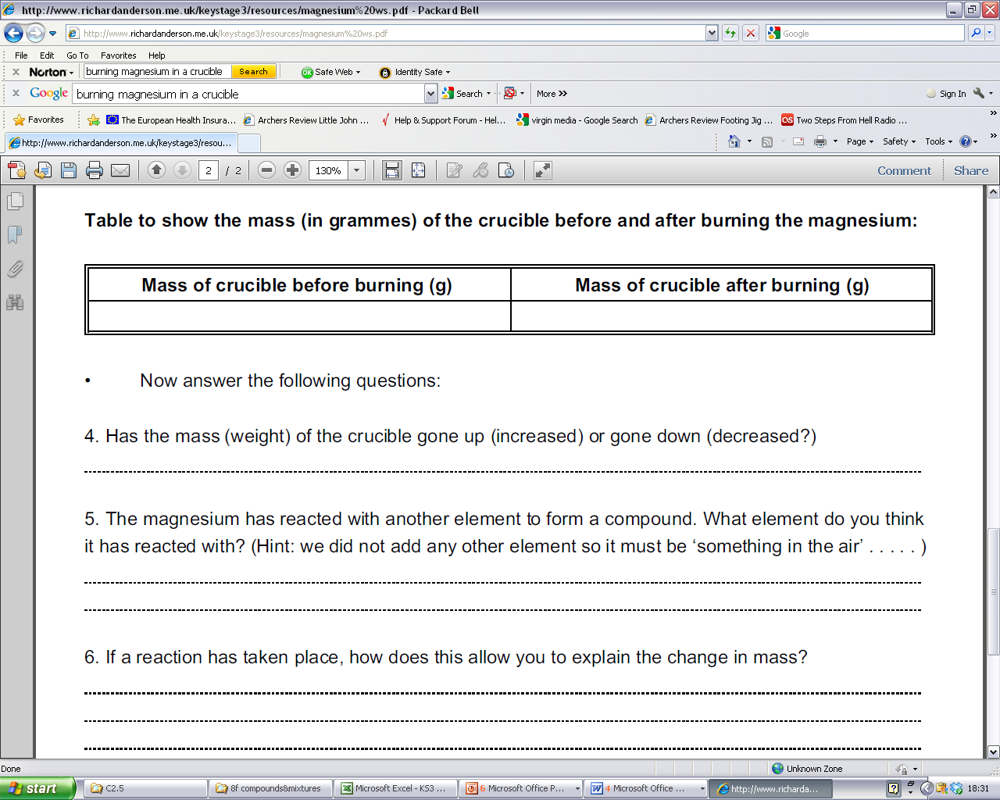 http://www.richardanderson.me.uk/keystage3/resources/magnesium%20ws.pdf - Packard Bell
http://www.richardanderson.me.uk/keystage3/resources/magnesium%20ws.pdf
Google
File Edit Go To Favorites Help
x Norton burning magnesium in a crucible Search OK Safe Web Identity Safe
x Google burning magnesium in a crucible Search More >> Sign In
Favorites The European Health Insura... Archers Review Little John ... Help & Support Forum - Hel... virgin media - Google Search Archers Review Footing Jig ... OS Two Steps From Hell Radio ... >>
http://www.richardanderson.me.uk/keystage3/resou... Page Safety Tools >>
2 / 2 130% Comment Share
Table to show the mass (in grammes) of the crucible before and after burning the magnesium:
Mass of crucible before burning (g) Mass of crucible after burning (g)
• Now answer the following questions:
4. Has the mass (weight) of the crucible gone up (increased) or gone down (decreased?)
5. The magnesium has reacted with another element to form a compound. What element do you think
it has reacted with? (Hint: we did not add any other element so it must be ‘something in the air’ . . . . . )
6. If a reaction has taken place, how does this allow you to explain the change in mass?
Done Unknown Zone
start C2.5 8f compounds&mixtures Microsoft Excel - KS3 ... 6 Microsoft Office P... 4 Microsoft Office ... http://www.richarda... 18:31